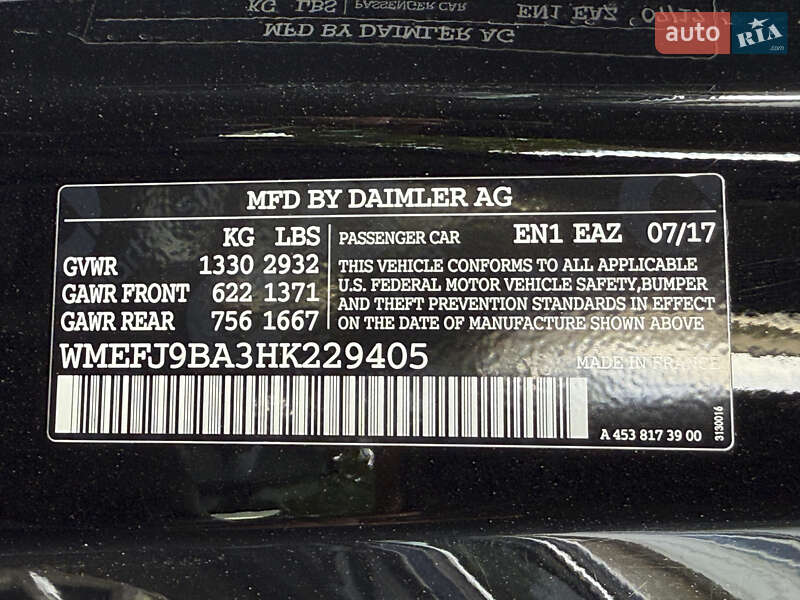 auto RIA.com
MFD BY DAIMLER AG
KG LBS PASSENGER CAR EN1 EAZ 07/17
GVWR 1330 2932
GAWR FRONT 622 1371
GAWR REAR 756 1667
THIS VEHICLE CONFORMS TO ALL APPLICABLE
U.S. FEDERAL MOTOR VEHICLE SAFETY,BUMPER
AND THEFT PREVENTION STANDARDS IN EFFECT
ON THE DATE OF MANUFACTURE SHOWN ABOVE
WMEFJ9BA3HK229405
MADE IN FRANCE
A 453 817 39 00
3130016